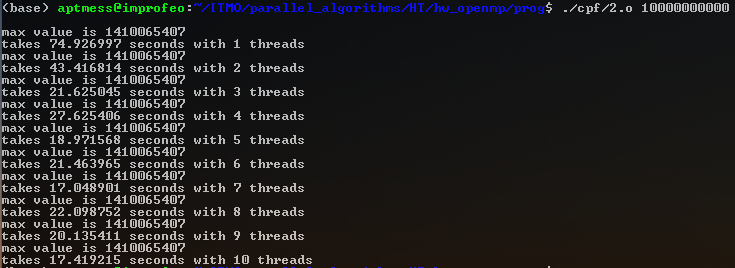 (base) aptmess@improfeo:~/ITMO/parallel_algorithms/HT/hw_openmp/prog$ ./cpf/2.o 10000000000
max value is 1410065407
takes 74.926997 seconds with 1 threads
max value is 1410065407
takes 43.416814 seconds with 2 threads
max value is 1410065407
takes 21.625045 seconds with 3 threads
max value is 1410065407
takes 27.625406 seconds with 4 threads
max value is 1410065407
takes 18.971568 seconds with 5 threads
max value is 1410065407
takes 21.463965 seconds with 6 threads
max value is 1410065407
takes 17.048901 seconds with 7 threads
max value is 1410065407
takes 22.098752 seconds with 8 threads
max value is 1410065407
takes 20.135411 seconds with 9 threads
max value is 1410065407
takes 17.419215 seconds with 10 threads